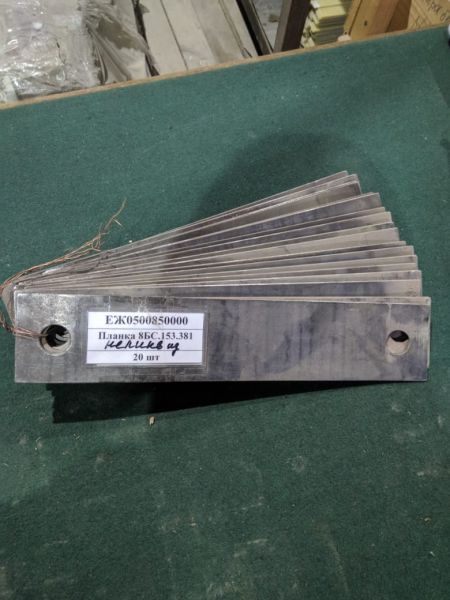 ЕЖ0500850000
Планка 8БС.153.381
неликвид
20 шт